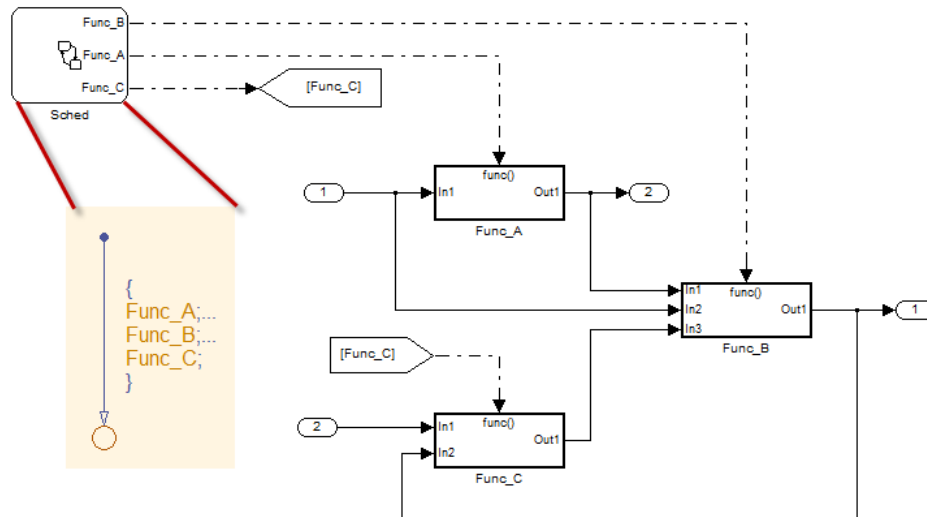 Func_B
Func_A
Func_C
Sched
[Func_C]
{
Func_A;...
Func_B;...
Func_C;
}
1
func()
In1
Out1
Func_A
2
func()
In1
In2
In3
Out1
Func_B
1
[Func_C]
2
func()
In1
In2
Out1
Func_C